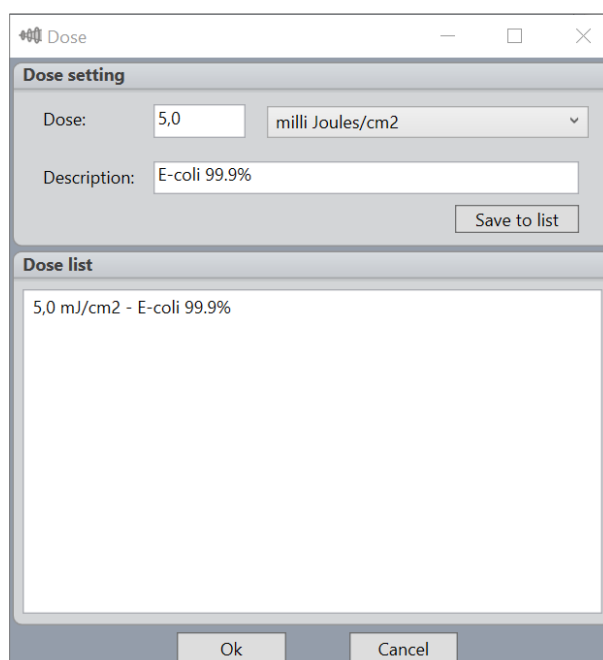 Dose
Dose setting
Dose: 5,0 milli Joules/cm2
Description: E-coli 99.9%
Save to list
Dose list
5,0 mJ/cm2 - E-coli 99.9%
Ok Cancel